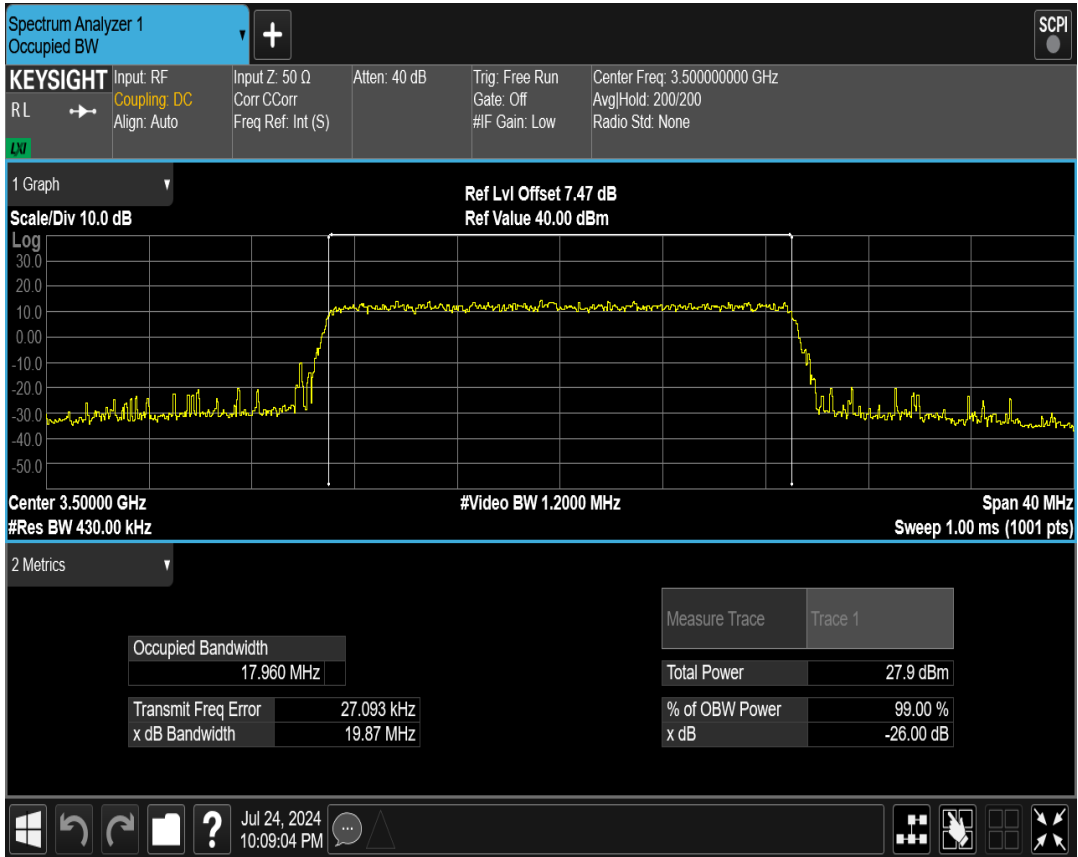 Spectrum Analyzer 1
Occupied BW
+
SCPI
KEYSIGHT
R L
LXI
Input: RF
Coupling: DC
Align: Auto
Input Z: 50 Ω
Corr CCorr
Freq Ref: Int (S)
Atten: 40 dB
Trig: Free Run
Gate: Off
#IF Gain: Low
Center Freq: 3.500000000 GHz
Avg|Hold: 200/200
Radio Std: None
1 Graph
Scale/Div 10.0 dB
Ref Lvl Offset 7.47 dB
Ref Value 40.00 dBm
Log
30.0
20.0
10.0
0.00
-10.0
-20.0
-30.0
-40.0
-50.0
Center 3.50000 GHz
#Video BW 1.2000 MHz
Span 40 MHz
#Res BW 430.00 kHz
Sweep 1.00 ms (1001 pts)
2 Metrics
Measure Trace Trace 1
Occupied Bandwidth
17.960 MHz
Total Power 27.9 dBm
Transmit Freq Error 27.093 kHz
% of OBW Power 99.00 %
x dB Bandwidth 19.87 MHz
x dB -26.00 dB
?
Jul 24, 2024
10:09:04 PM